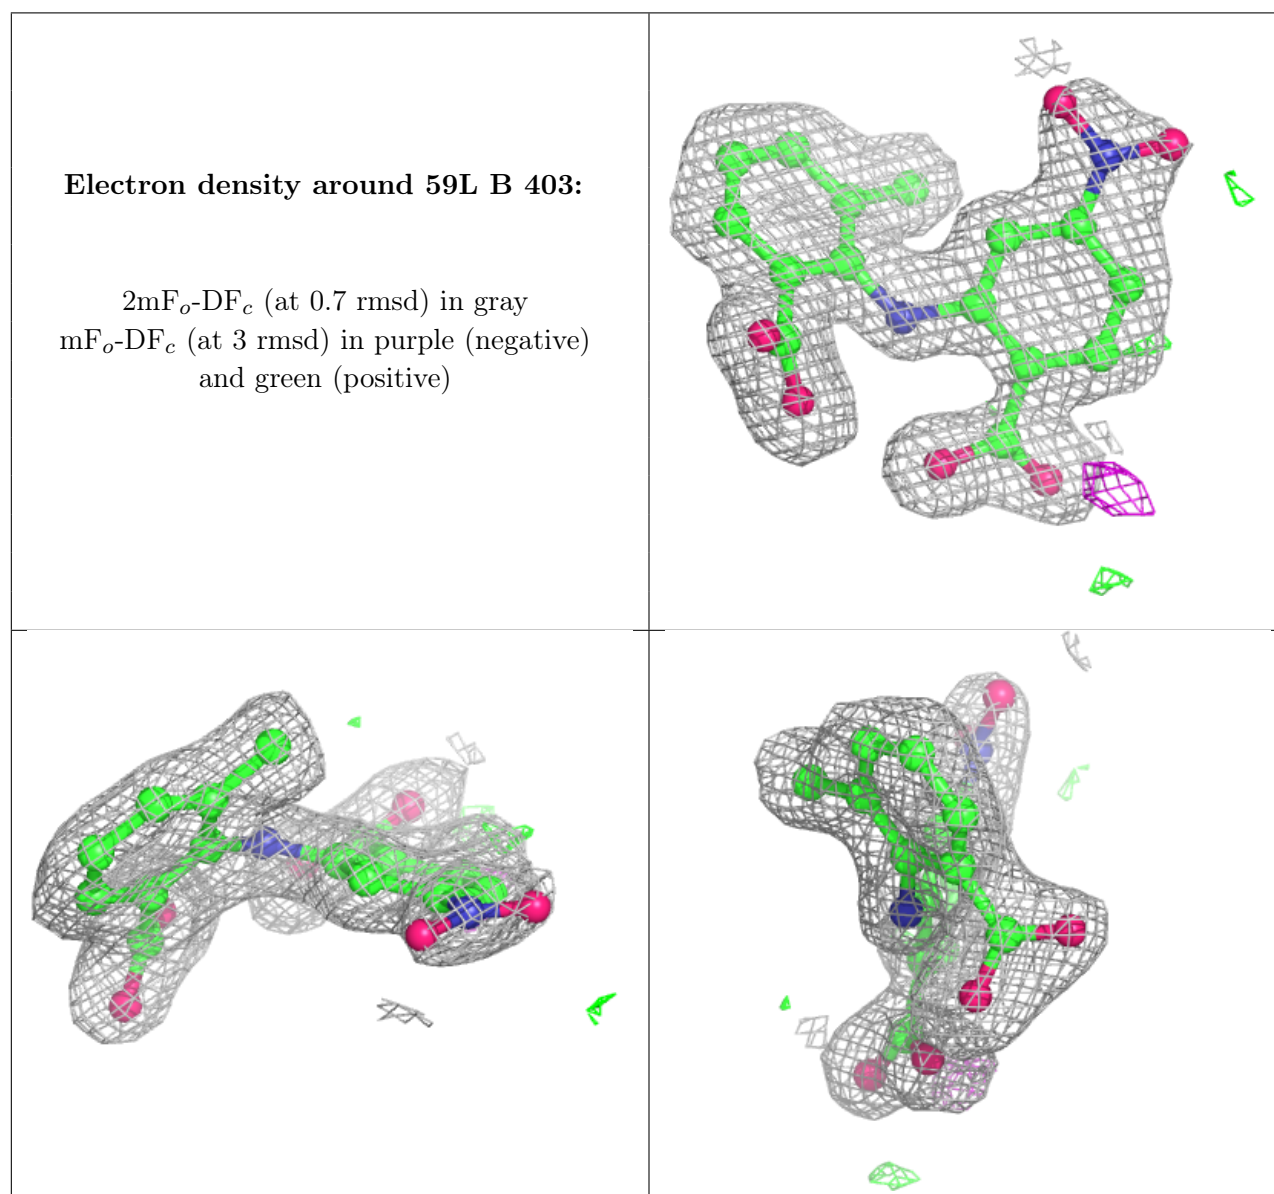 Electron density around 59L B 403:
2mFo-DFc (at 0.7 rmsd) in gray
mFo-DFc (at 3 rmsd) in purple (negative)
and green (positive)